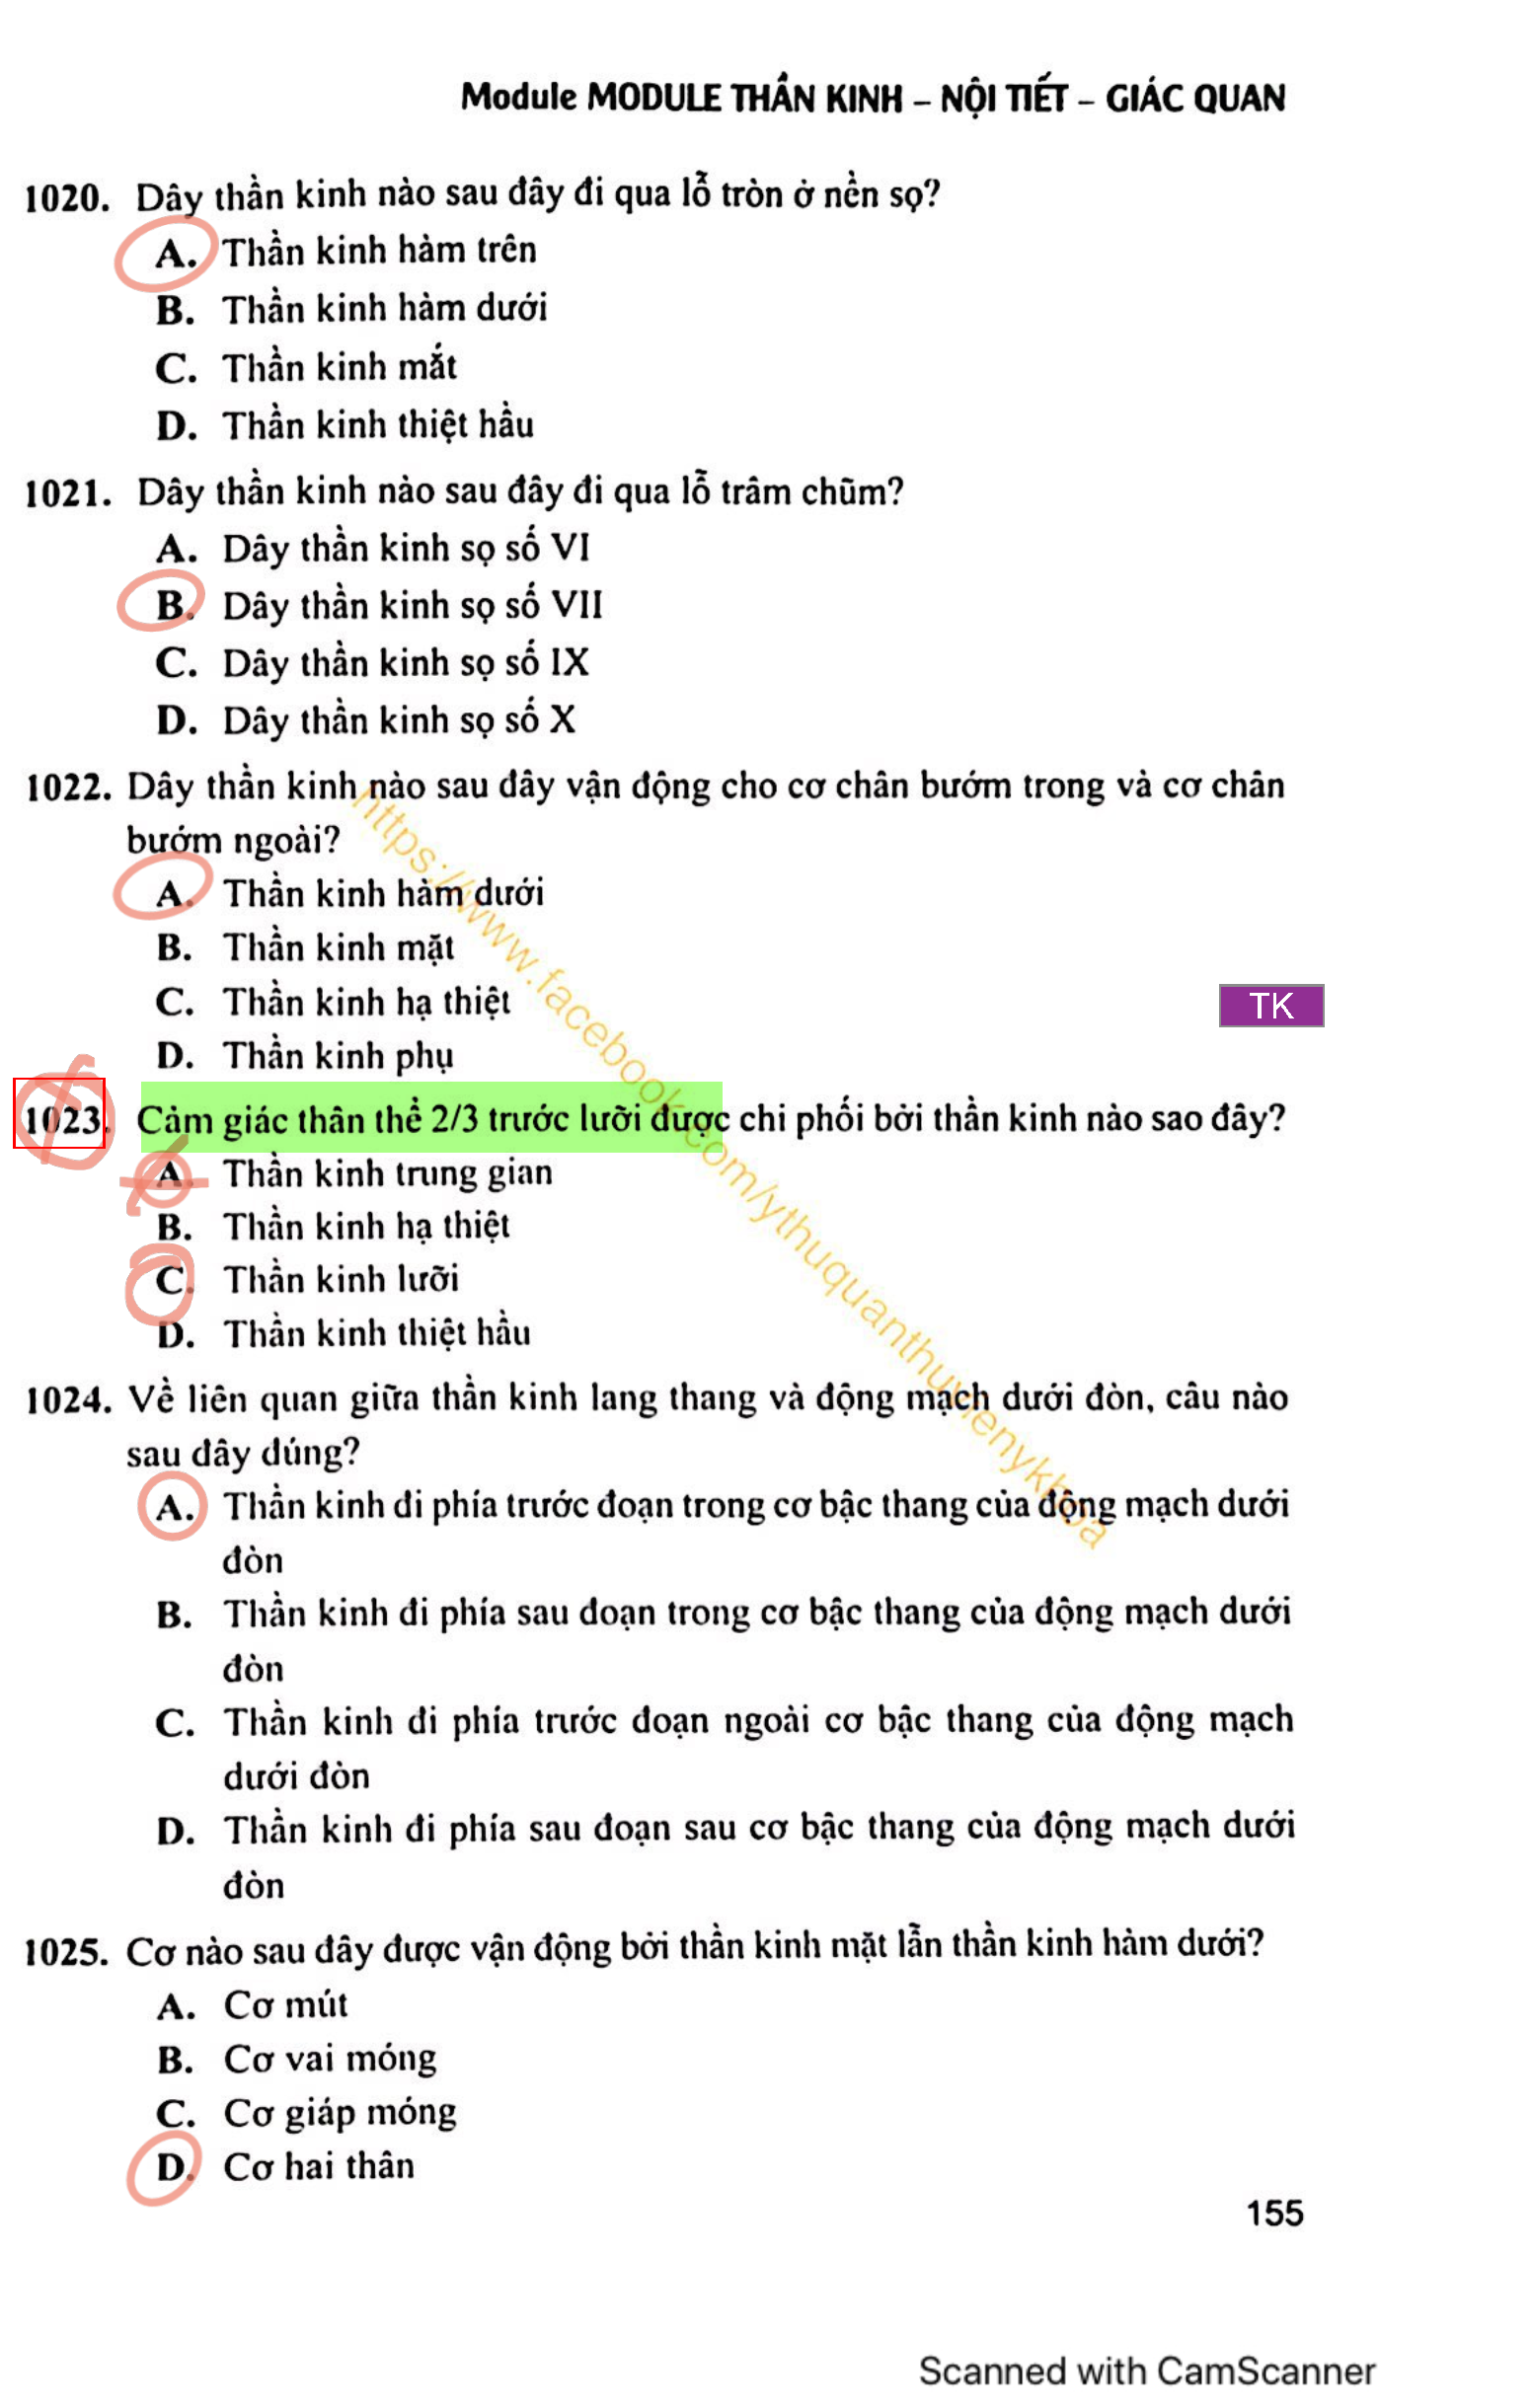 Module MODULE THẦN KINH – NỘI TIẾT – GIÁC QUAN
1020. Dây thần kinh nào sau đây đi qua lỗ tròn ở nền sọ?
A. Thần kinh hàm trên
B. Thần kinh hàm dưới
C. Thần kinh mắt
D. Thần kinh thiệt hầu
1021. Dây thần kinh nào sau đây đi qua lỗ trâm chũm?
A. Dây thần kinh sọ số VI
B. Dây thần kinh sọ số VII
C. Dây thần kinh sọ số IX
D. Dây thần kinh sọ số X
1022. Dây thần kinh nào sau đây vận động cho cơ chân bướm trong và cơ chân
bướm ngoài?
A. Thần kinh hàm dưới
B. Thần kinh mặt
C. Thần kinh hạ thiệt
TK
D. Thần kinh phụ
1023. Cảm giác thân thể 2/3 trước lưỡi được chi phối bởi thần kinh nào sao đây?
A. Thần kinh trung gian
B. Thần kinh hạ thiệt
C. Thần kinh lưỡi
D. Thần kinh thiệt hầu
1024. Về liên quan giữa thần kinh lang thang và động mạch dưới đòn, câu nào
sau đây đúng?
A. Thần kinh đi phía trước đoạn trong cơ bậc thang của động mạch dưới
đòn
B. Thần kinh đi phía sau đoạn trong cơ bậc thang của động mạch dưới
đòn
C. Thần kinh đi phía trước đoạn ngoài cơ bậc thang của động mạch
dưới đòn
D. Thần kinh đi phía sau đoạn sau cơ bậc thang của động mạch dưới
đòn
1025. Cơ nào sau đây được vận động bởi thần kinh mặt lẫn thần kinh hàm dưới?
A. Cơ mút
B. Cơ vai móng
C. Cơ giáp móng
D. Cơ hai thân
155
https://www.facebook.com/ythuquanthuvienykhoa
Scanned with CamScanner